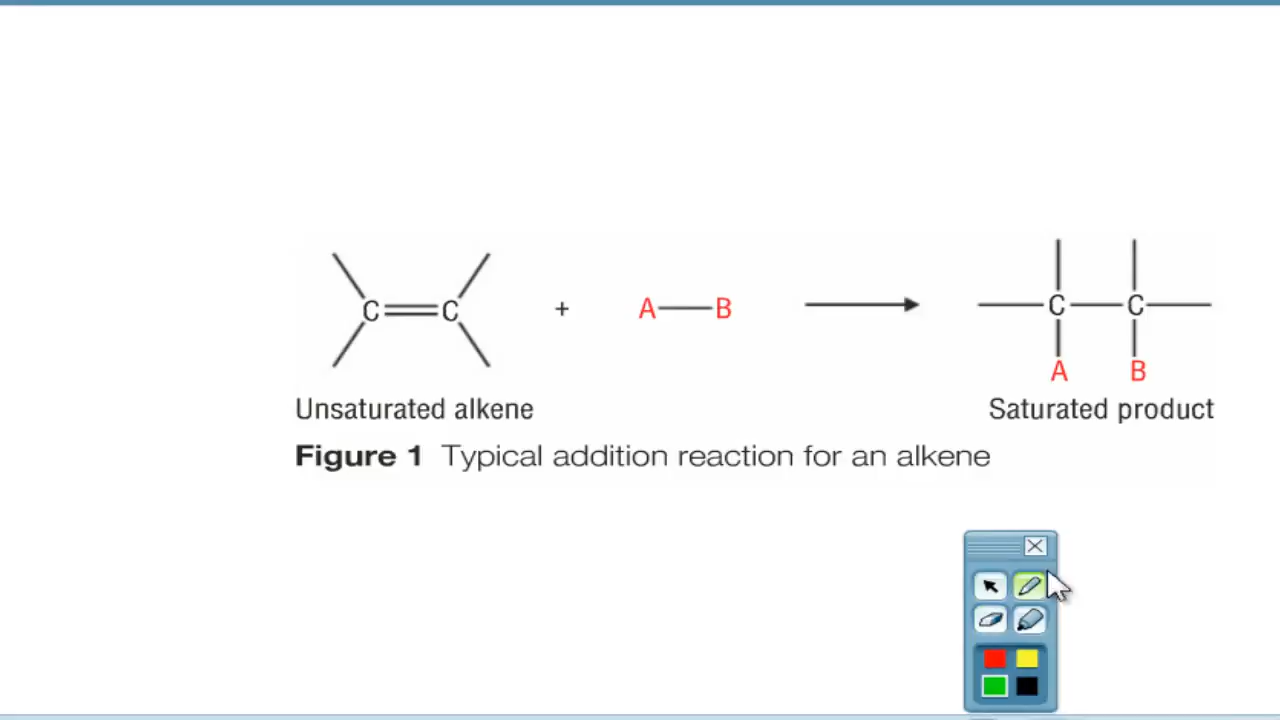 C C + A B C C
A B
Unsaturated alkene Saturated product
Figure 1 Typical addition reaction for an alkene